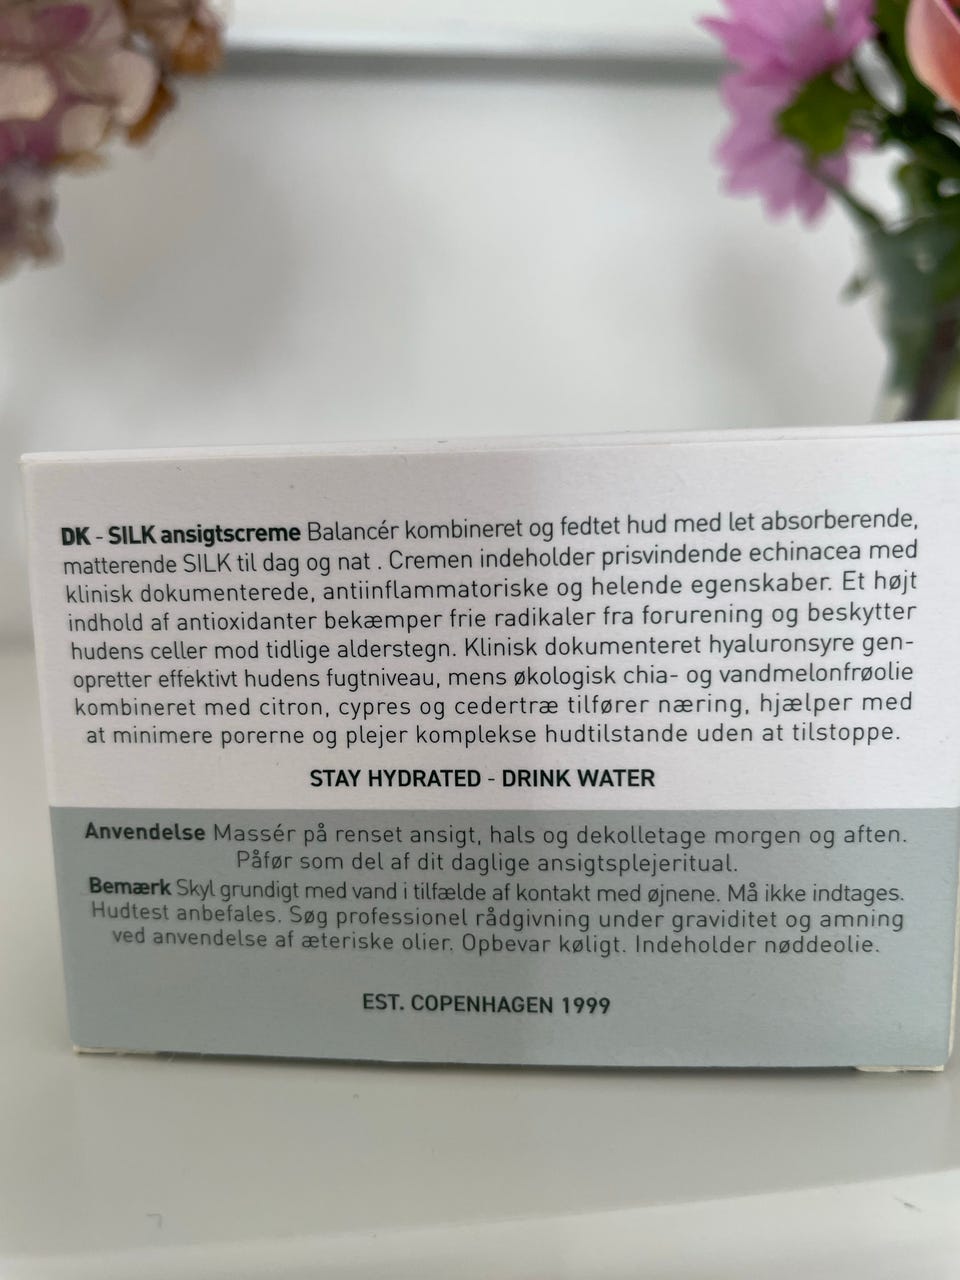 DK - SILK ansigtscreme Balancér kombineret og fedtet hud med let absorberende,
matterende SILK til dag og nat . Cremen indeholder prisvindende echinacea med
klinisk dokumenterede, antiinflammatoriske og helende egenskaber. Et højt
indhold af antioxidanter bekæmper frie radikaler fra forurening og beskytter
hudens celler mod tidlige alderstegn. Klinisk dokumenteret hyaluronsyre gen-
opretter effektivt hudens fugtniveau, mens økologisk chia- og vandmelonfrøolie
kombineret med citron, cypres og cedertræ tilfører næring, hjælper med
at minimere porerne og plejer komplekse hudtilstande uden at tilstoppe.
STAY HYDRATED - DRINK WATER
Anvendelse Massér på renset ansigt, hals og dekolletage morgen og aften.
Påfør som del af dit daglige ansigtsplejeritual.
Bemærk Skyl grundigt med vand i tilfælde af kontakt med øjnene. Må ikke indtages.
Hudtest anbefales. Søg professionel rådgivning under graviditet og amning
ved anvendelse af æteriske olier. Opbevar køligt. Indeholder nøddeolie.
EST. COPENHAGEN 1999